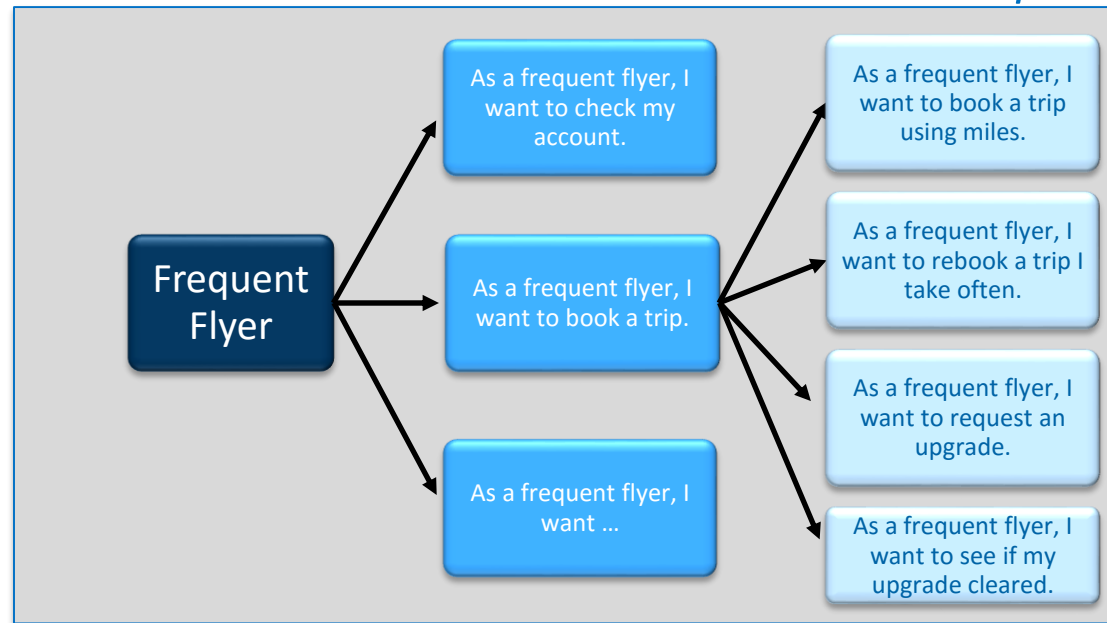 Frequent
Flyer
As a frequent flyer, I
want to check my
account.
As a frequent flyer, I
want to book a trip.
As a frequent flyer, I
want …
As a frequent flyer, I
want to book a trip
using miles.
As a frequent flyer, I
want to rebook a trip I
take often.
As a frequent flyer, I
want to request an
upgrade.
As a frequent flyer, I
want to see if my
upgrade cleared.